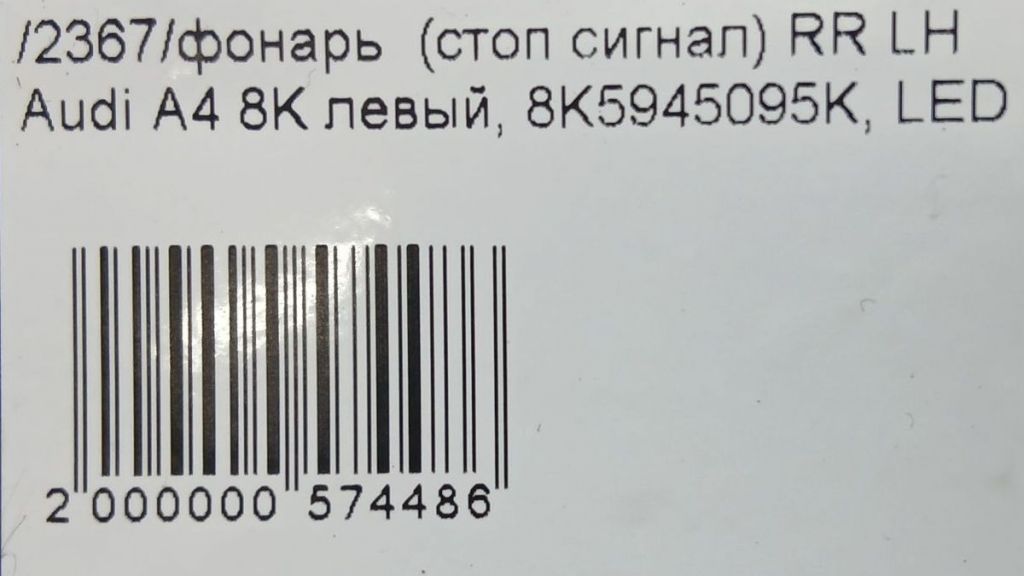 /2367/фонарь (стоп сигнал) RR LH
Audi A4 8K левый, 8K5945095K, LED
2 000000 574486